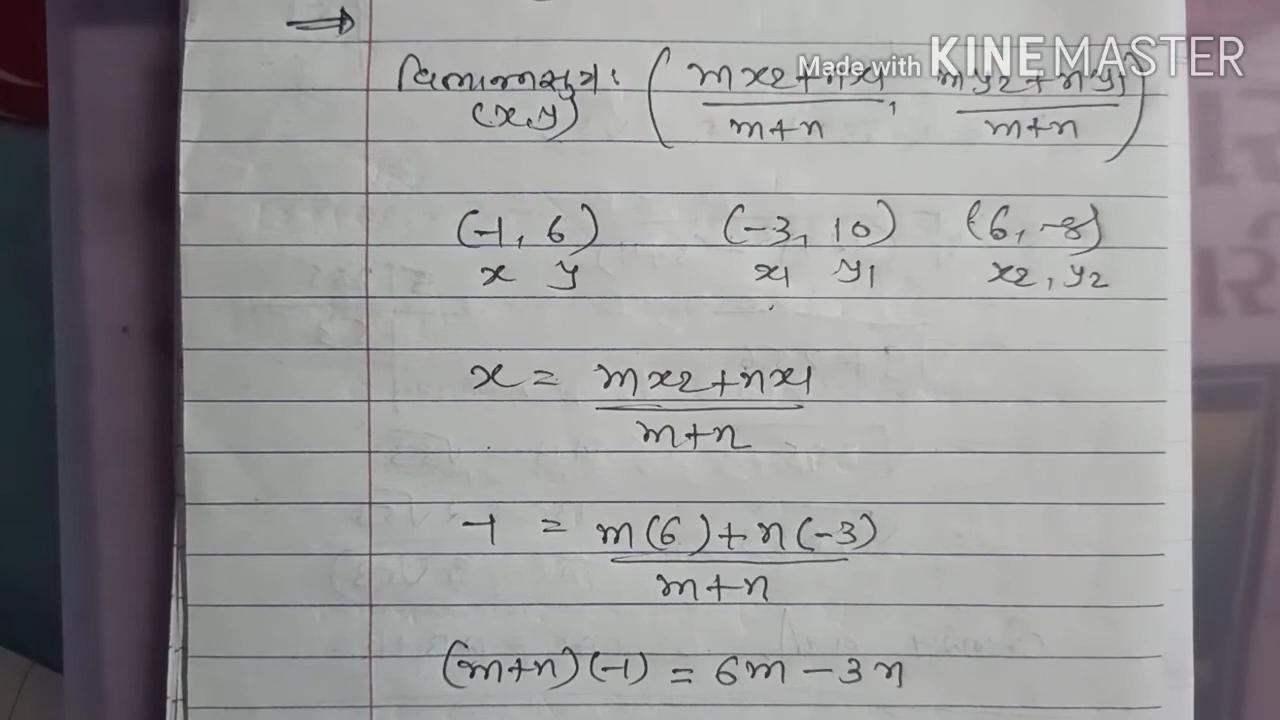 ⇒
Made with KINEMASTER
વિભાજનસૂત્ર: ( mx2+nx1 , my2+ny1 )
(x,y) m+n m+n
(-1, 6) (-3, 10) (6, -8)
x y x1 y1 x2, y2
x = mx2+nx1
m+n
-1 = m(6)+n(-3)
m+n
(m+n)(-1) = 6m-3n